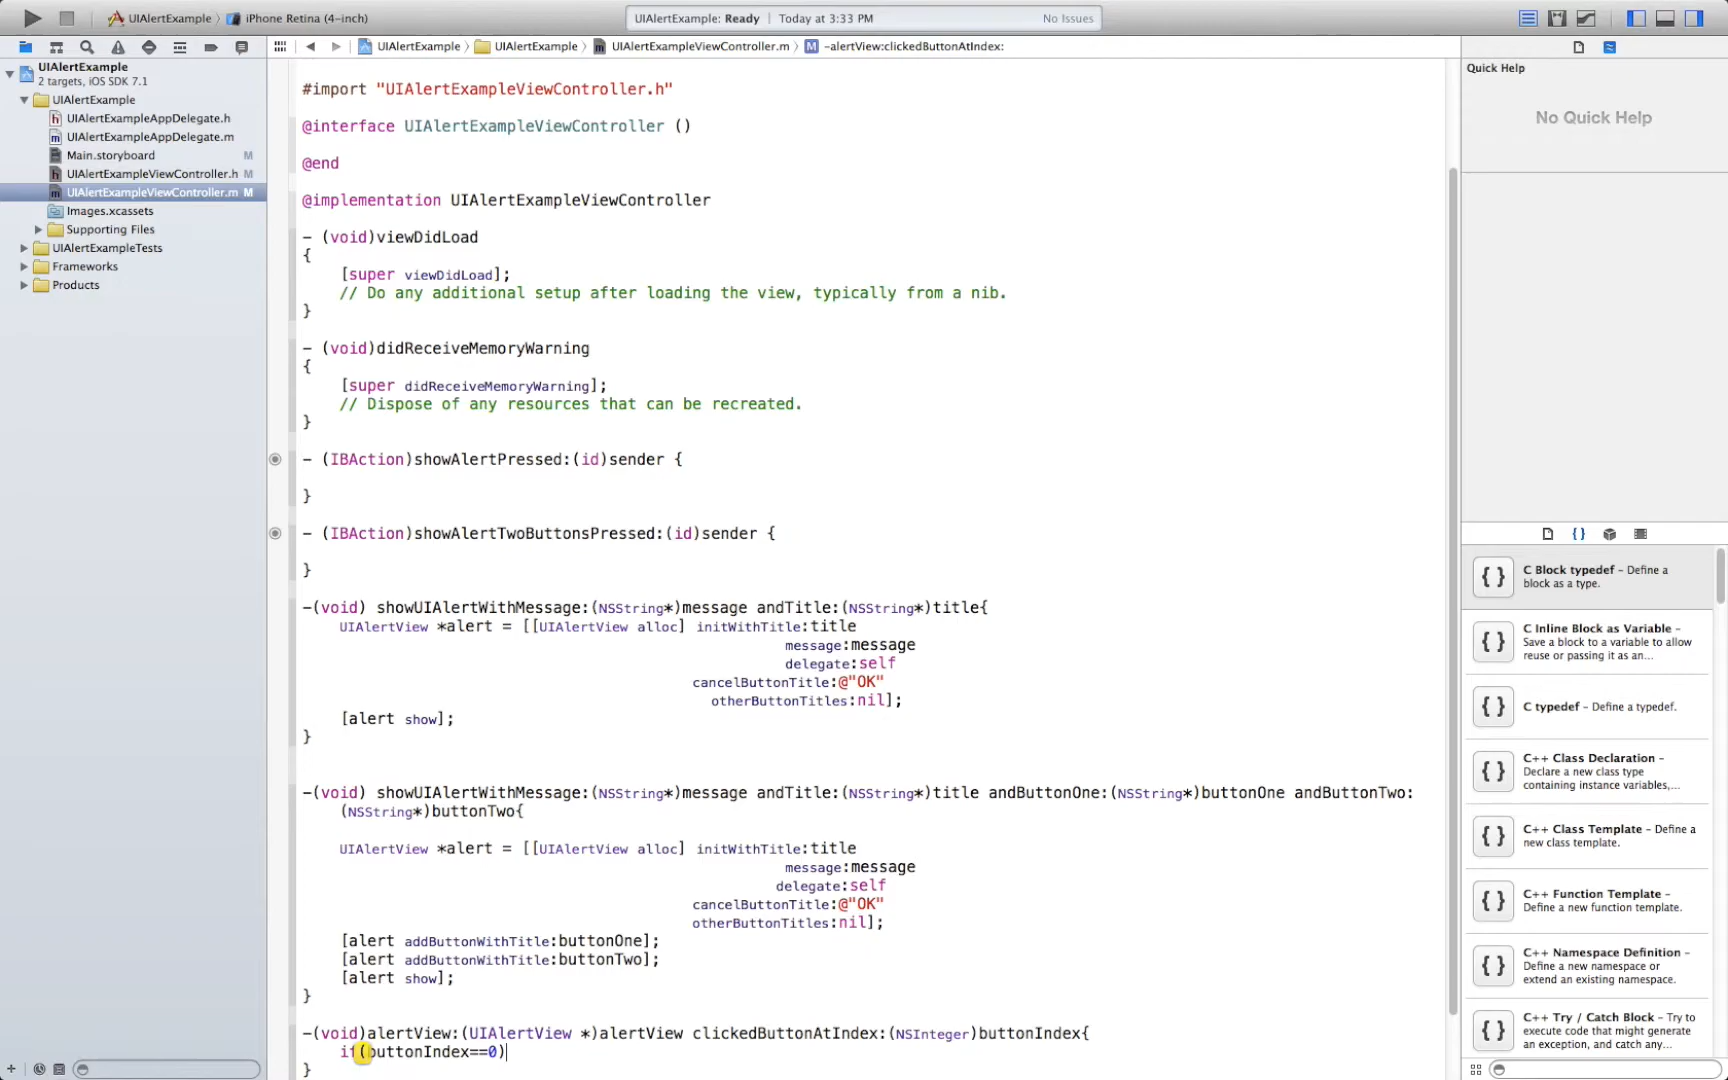 UIAlertExample iPhone Retina (4-inch)
UIAlertExample: Ready Today at 3:33 PM No Issues
UIAlertExample UIAlertExample UIAlertExampleViewController.m M -alertView:clickedButtonAtIndex:
UIAlertExample
2 targets, iOS SDK 7.1
UIAlertExample
h UIAlertExampleAppDelegate.h
m UIAlertExampleAppDelegate.m
Main.storyboard M
h UIAlertExampleViewController.h M
m UIAlertExampleViewController.m M
Images.xcassets
Supporting Files
UIAlertExampleTests
Frameworks
Products
#import "UIAlertExampleViewController.h"
@interface UIAlertExampleViewController ()
@end
@implementation UIAlertExampleViewController
- (void)viewDidLoad
{
[super viewDidLoad];
// Do any additional setup after loading the view, typically from a nib.
}
- (void)didReceiveMemoryWarning
{
[super didReceiveMemoryWarning];
// Dispose of any resources that can be recreated.
}
- (IBAction)showAlertPressed:(id)sender {
}
- (IBAction)showAlertTwoButtonsPressed:(id)sender {
}
-(void) showUIAlertWithMessage:(NSString*)message andTitle:(NSString*)title{
UIAlertView *alert = [[UIAlertView alloc] initWithTitle:title
message:message
delegate:self
cancelButtonTitle:@"OK"
otherButtonTitles:nil];
[alert show];
}
-(void) showUIAlertWithMessage:(NSString*)message andTitle:(NSString*)title andButtonOne:(NSString*)buttonOne andButtonTwo:
(NSString*)buttonTwo{
UIAlertView *alert = [[UIAlertView alloc] initWithTitle:title
message:message
delegate:self
cancelButtonTitle:@"OK"
otherButtonTitles:nil];
[alert addButtonWithTitle:buttonOne];
[alert addButtonWithTitle:buttonTwo];
[alert show];
}
-(void)alertView:(UIAlertView *)alertView clickedButtonAtIndex:(NSInteger)buttonIndex{
if(buttonIndex==0)
}
Quick Help
No Quick Help
{ }
{ } C Block typedef – Define a
block as a type.
{ } C Inline Block as Variable –
Save a block to a variable to allow
reuse or passing it as an...
{ } C typedef – Define a typedef.
{ } C++ Class Declaration –
Declare a new class type
containing instance variables,...
{ } C++ Class Template – Define a
new class template.
{ } C++ Function Template –
Define a new function template.
{ } C++ Namespace Definition –
Define a new namespace or
extend an existing namespace.
{ } C++ Try / Catch Block – Try to
execute code that might generate
an exception, and catch any...